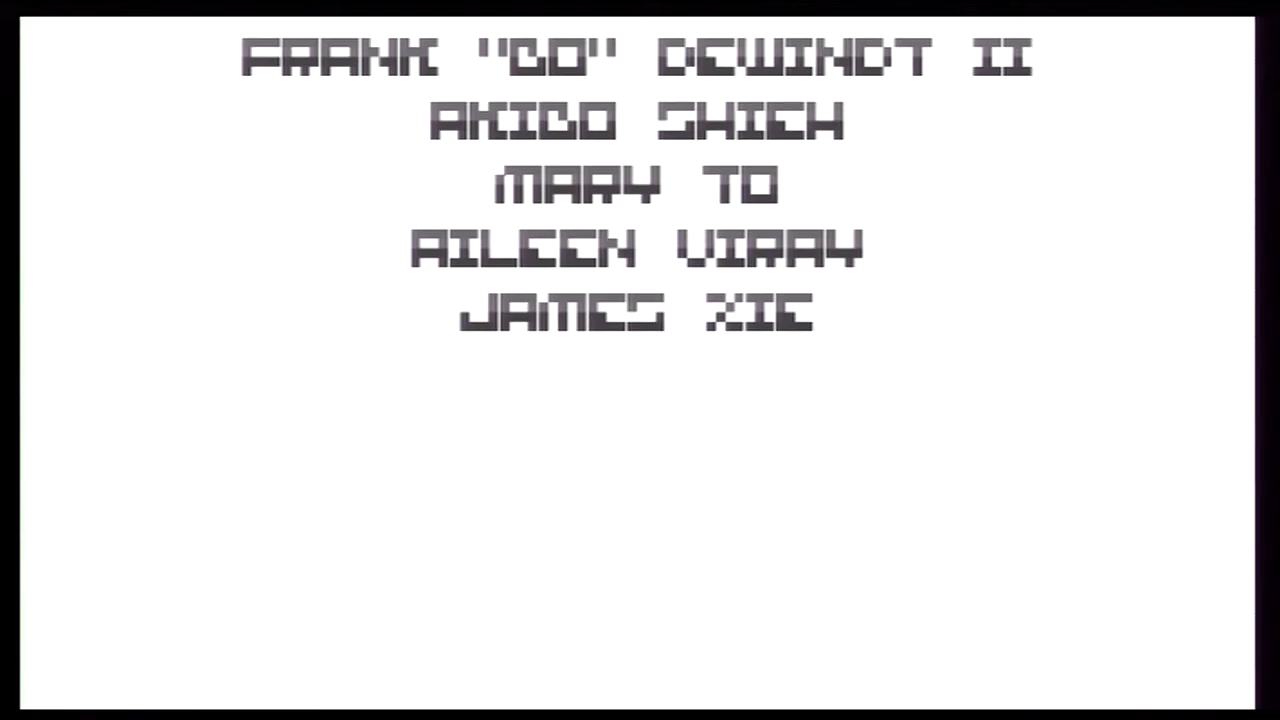 FRANK "BO" DEWINDT II
AKIBO SHIEH
MARY TO
AILEEN VIRAY
JAMES XIE